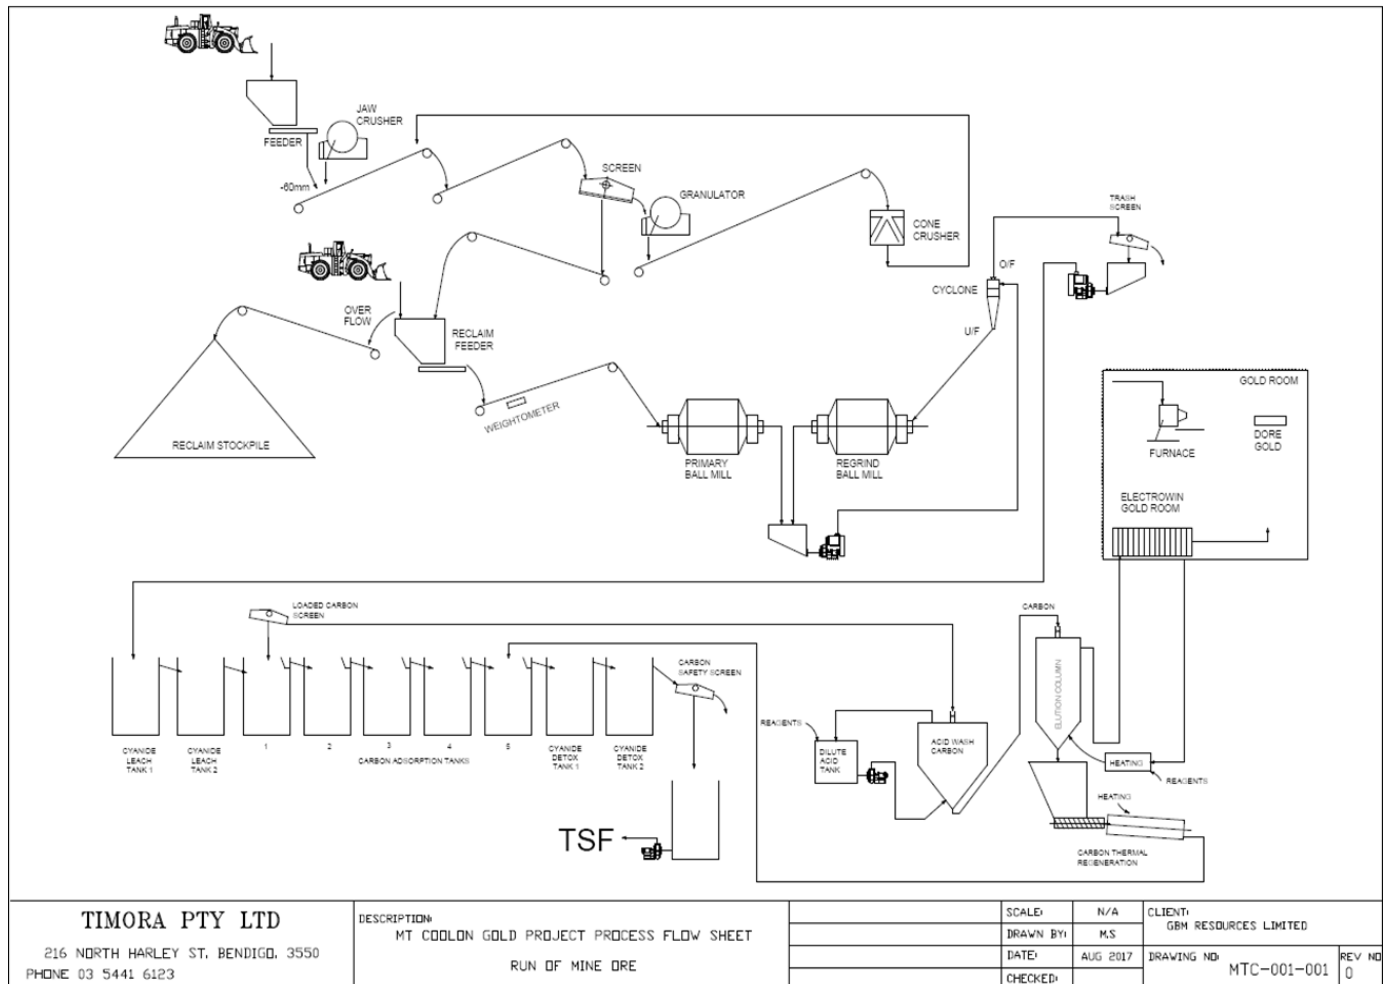 JAW
CRUSHER
FEEDER
-60mm
SCREEN
GRANULATOR
CONE
CRUSHER
TRASH
SCREEN
O/F
CYCLONE
U/F
OVER
FLOW
RECLAIM
FEEDER
WEIGHTOMETER
RECLAIM STOCKPILE
PRIMARY
BALL MILL
REGRIND
BALL MILL
GOLD ROOM
FURNACE
DORE
GOLD
ELECTROWIN
GOLD ROOM
LOADED CARBON
SCREEN
CARBON
CARBON
SAFETY SCREEN
ELUTION COLUMN
CYANIDE
LEACH
TANK 1
CYANIDE
LEACH
TANK 2
1
2
3
4
5
CARBON ADSORPTION TANKS
CYANIDE
DETOX
TANK 1
CYANIDE
DETOX
TANK 2
REAGENTS
DILUTE
ACID
TANK
ACID WASH
CARBON
HEATING
REAGENTS
HEATING
CARBON THERMAL
REGENERATION
TSF
TIMORA PTY LTD
216 NORTH HARLEY ST, BENDIGO, 3550
PHONE 03 5441 6123
DESCRIPTION:
MT COOLON GOLD PROJECT PROCESS FLOW SHEET
RUN OF MINE ORE
SCALE: N/A
DRAWN BY: M.S
DATE: AUG 2017
CHECKED:
CLIENT:
GBM RESOURCES LIMITED
DRAWING NO: MTC-001-001
REV NO
0